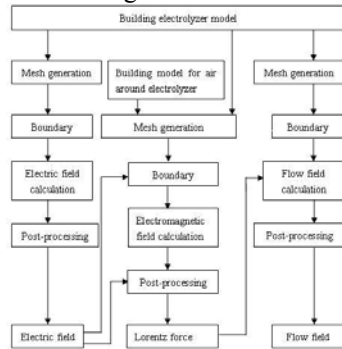 Building electrolyzer model
Mesh generation
Building model for air
around electrolyzer
Mesh generation
Boundary
Mesh generation
Boundary
Electric field
calculation
Boundary
Flow field
calculation
Post-processing
Electromagnetic
field calculation
Post-processing
Post-processing
Electric field
Lorentz force
Flow field